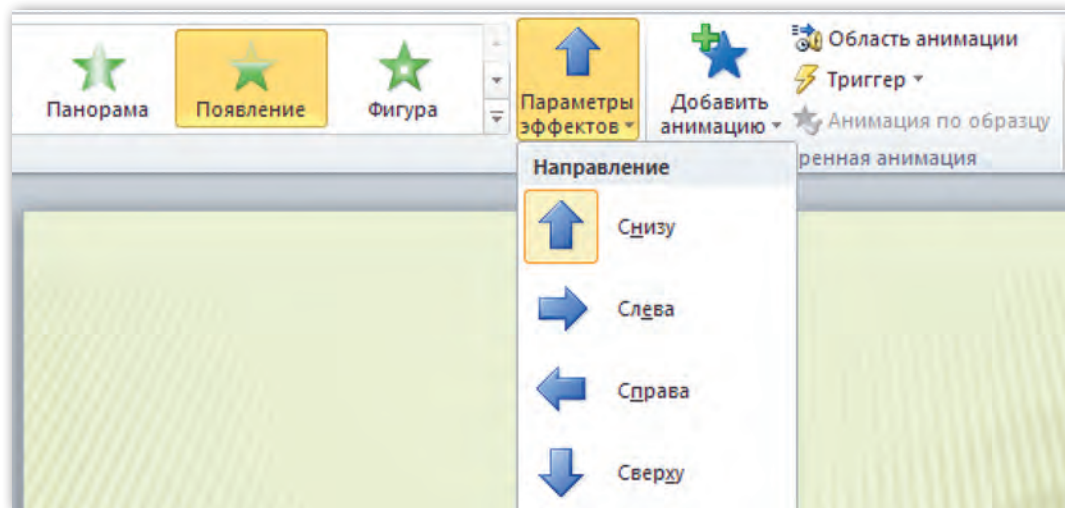 Панорама
Появление
Фигура
Параметры
эффектов
Добавить
анимацию
Область анимации
Триггер
Анимация по образцу
ренная анимация
Направление
Снизу
Слева
Справа
Сверху